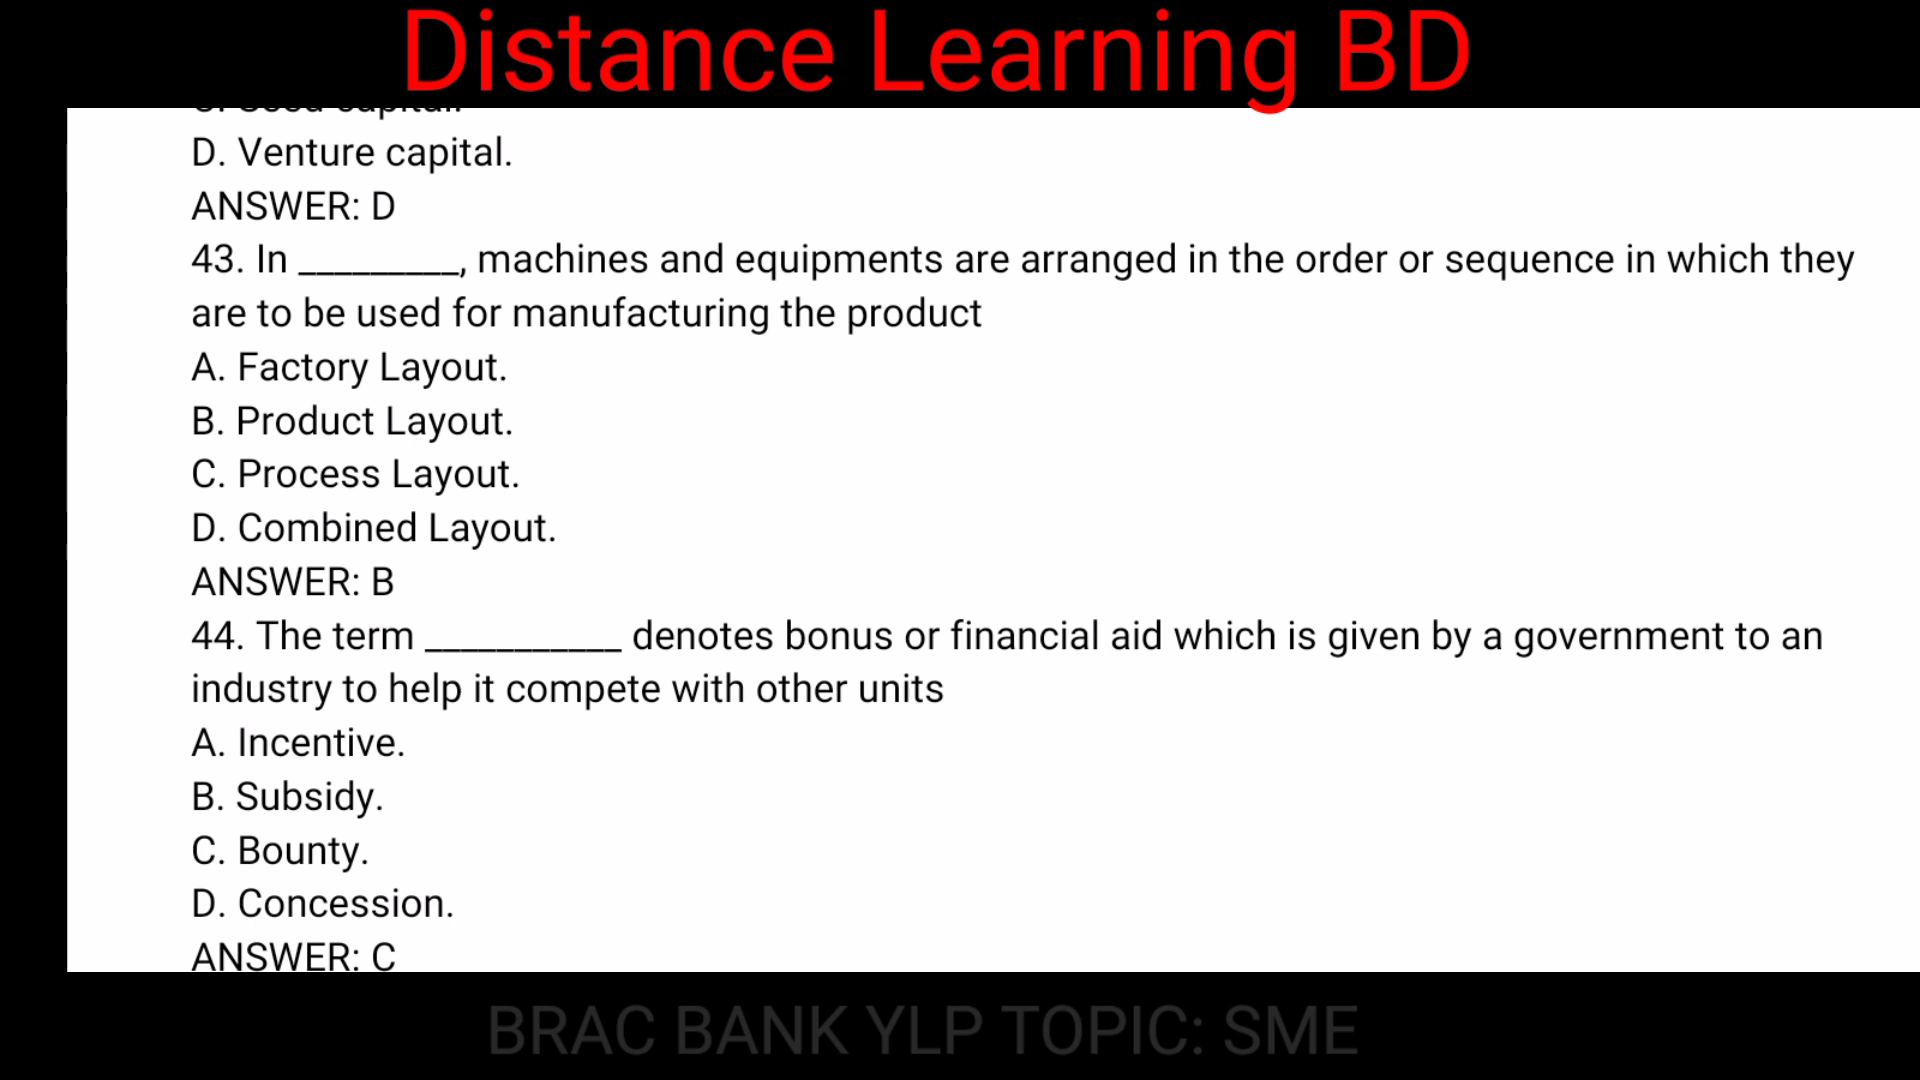 Distance Learning BD
D. Venture capital.
ANSWER: D
43. In _________, machines and equipments are arranged in the order or sequence in which they
are to be used for manufacturing the product
A. Factory Layout.
B. Product Layout.
C. Process Layout.
D. Combined Layout.
ANSWER: B
44. The term ___________ denotes bonus or financial aid which is given by a government to an
industry to help it compete with other units
A. Incentive.
B. Subsidy.
C. Bounty.
D. Concession.
ANSWER: C
BRAC BANK YLP TOPIC: SME